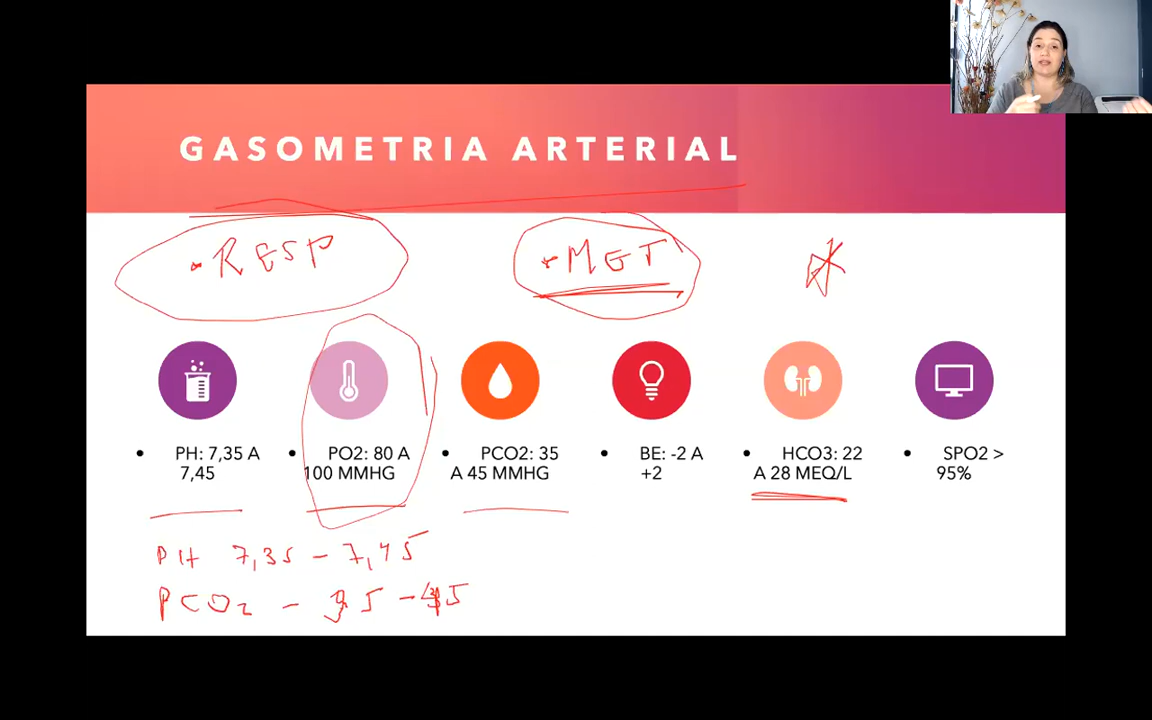 GASOMETRIA ARTERIAL
• RESP
• MET
• PH: 7,35 A
7,45
• PO2: 80 A
100 MMHG
• PCO2: 35
A 45 MMHG
• BE: -2 A
+2
• HCO3: 22
A 28 MEQ/L
• SPO2 >
95%
PH 7,35 - 7,45
PCO2 - 35 - 45